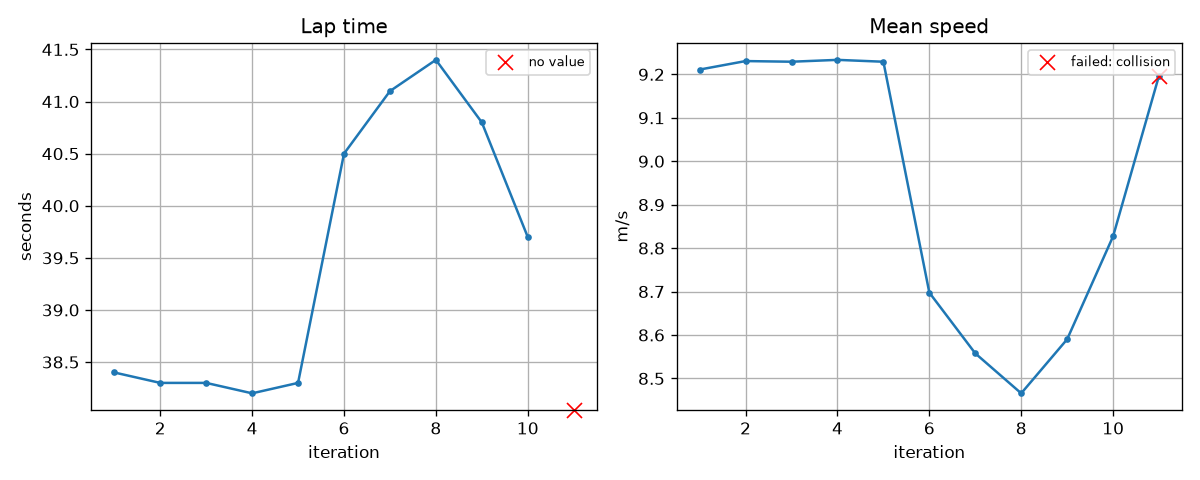 Lap time
no value
41.5
41.0
40.5
40.0
39.5
39.0
38.5
seconds
2 4 6 8 10
iteration
Mean speed
failed: collision
9.2
9.1
9.0
8.9
8.8
8.7
8.6
8.5
m/s
2 4 6 8 10
iteration